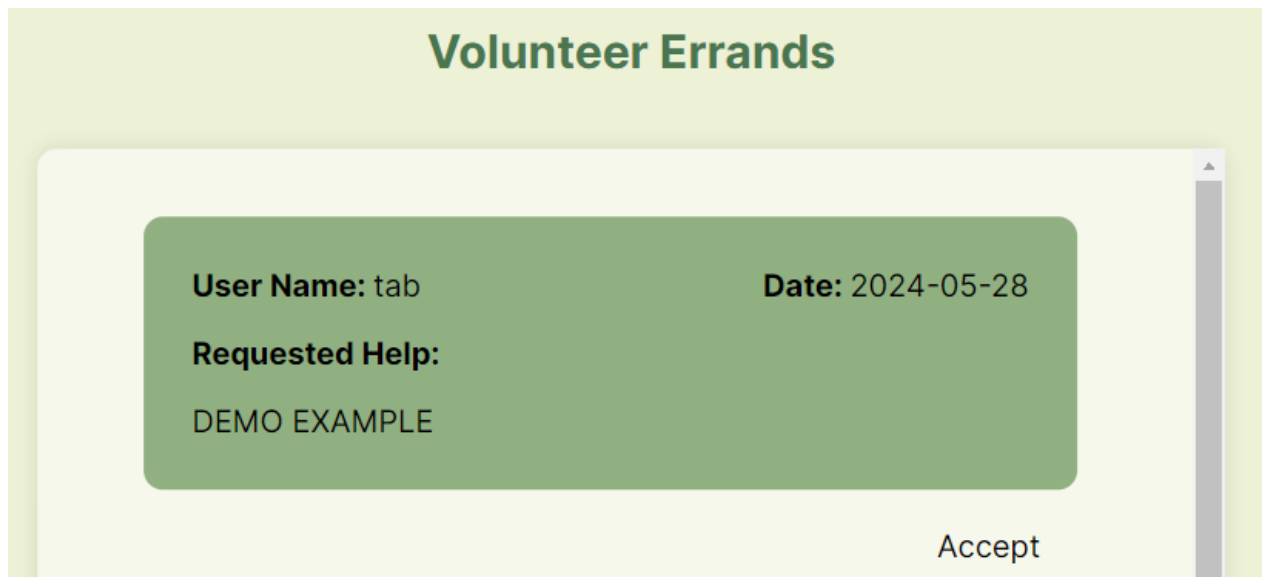 Volunteer Errands
User Name: tab Date: 2024-05-28
Requested Help:
DEMO EXAMPLE
Accept